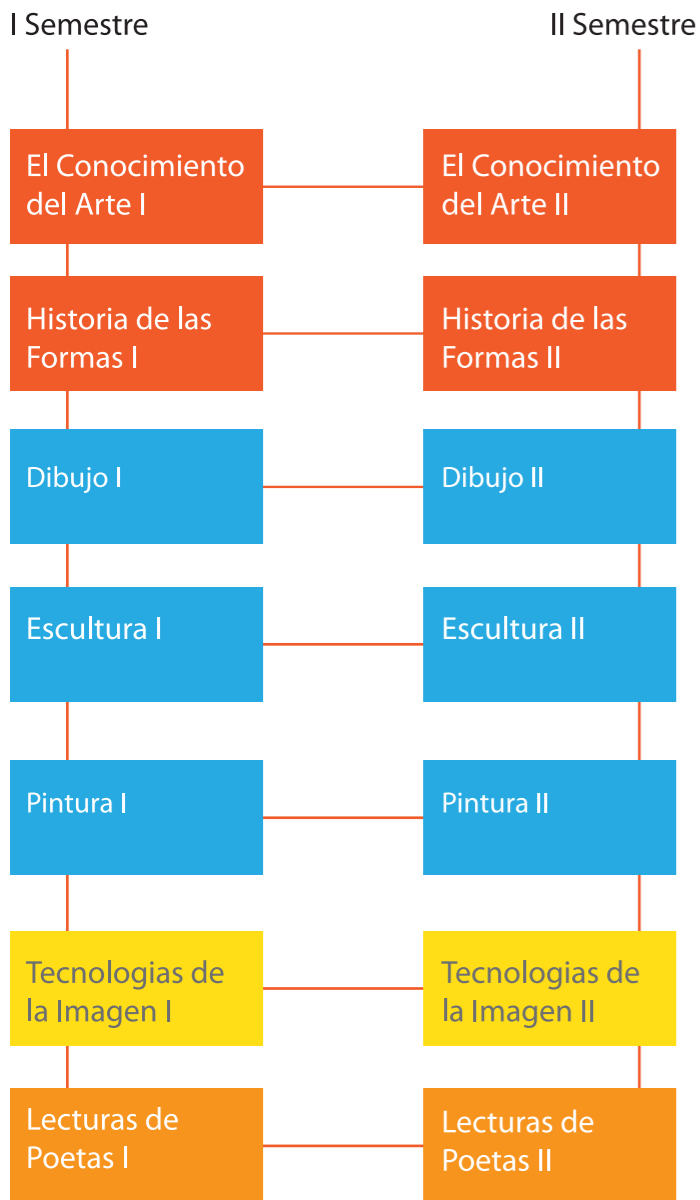 I Semestre
II Semestre
El Conocimiento
del Arte I
El Conocimiento
del Arte II
Historia de las
Formas I
Historia de las
Formas II
Dibujo I
Dibujo II
Escultura I
Escultura II
Pintura I
Pintura II
Tecnologias de
la Imagen I
Tecnologias de
la Imagen II
Lecturas de
Poetas I
Lecturas de
Poetas II